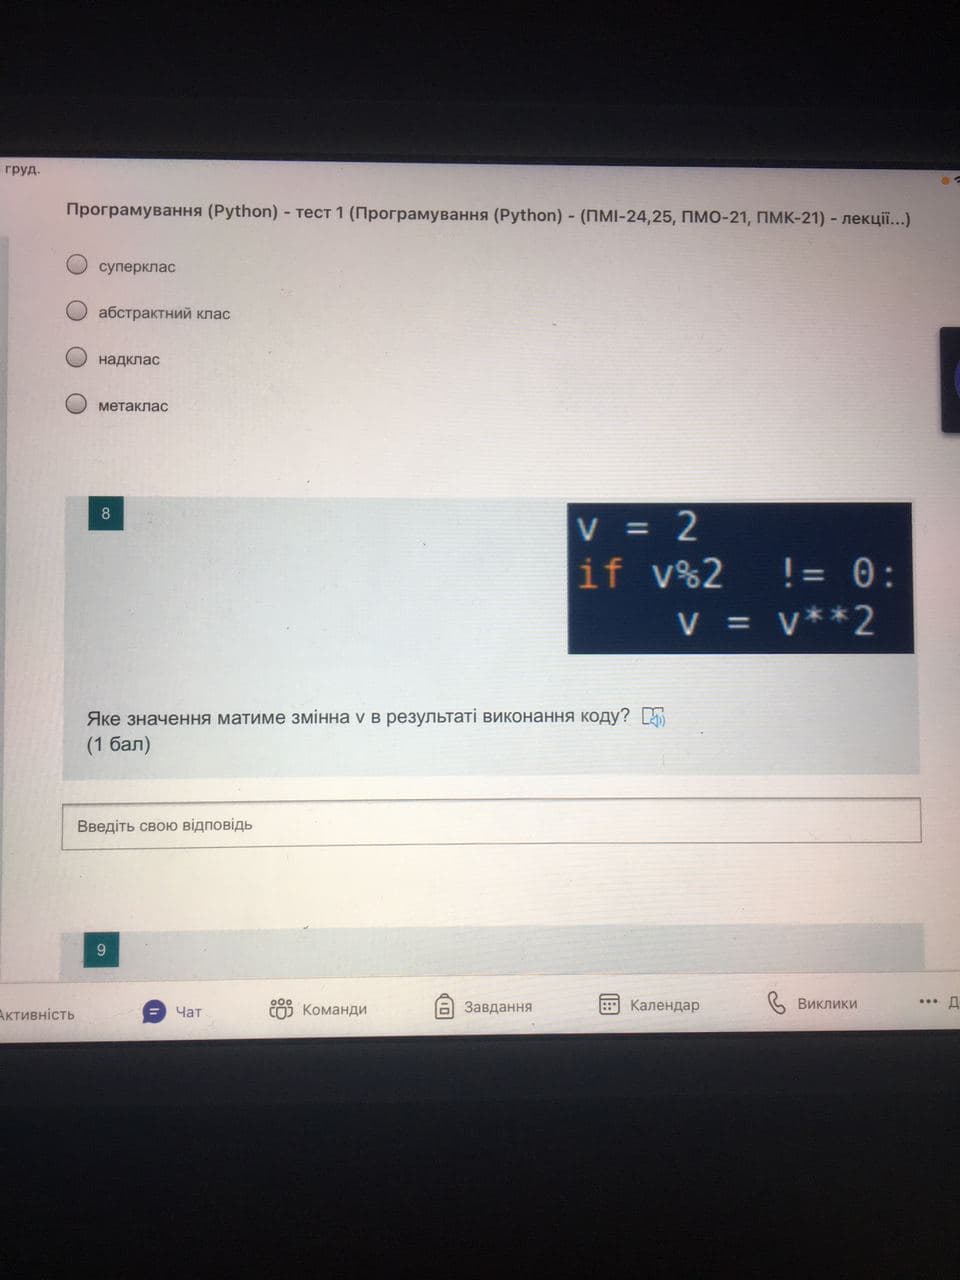 груд.
Програмування (Python) - тест 1 (Програмування (Python) - (ПМІ-24,25, ПМО-21, ПМК-21) - лекції...)
суперклас
абстрактний клас
надклас
метаклас
8
v = 2
if v%2 != 0:
v = v**2
Яке значення матиме змінна v в результаті виконання коду?
(1 бал)
Введіть свою відповідь
9
Активність
Чат
Команди
Завдання
Календар
Виклики